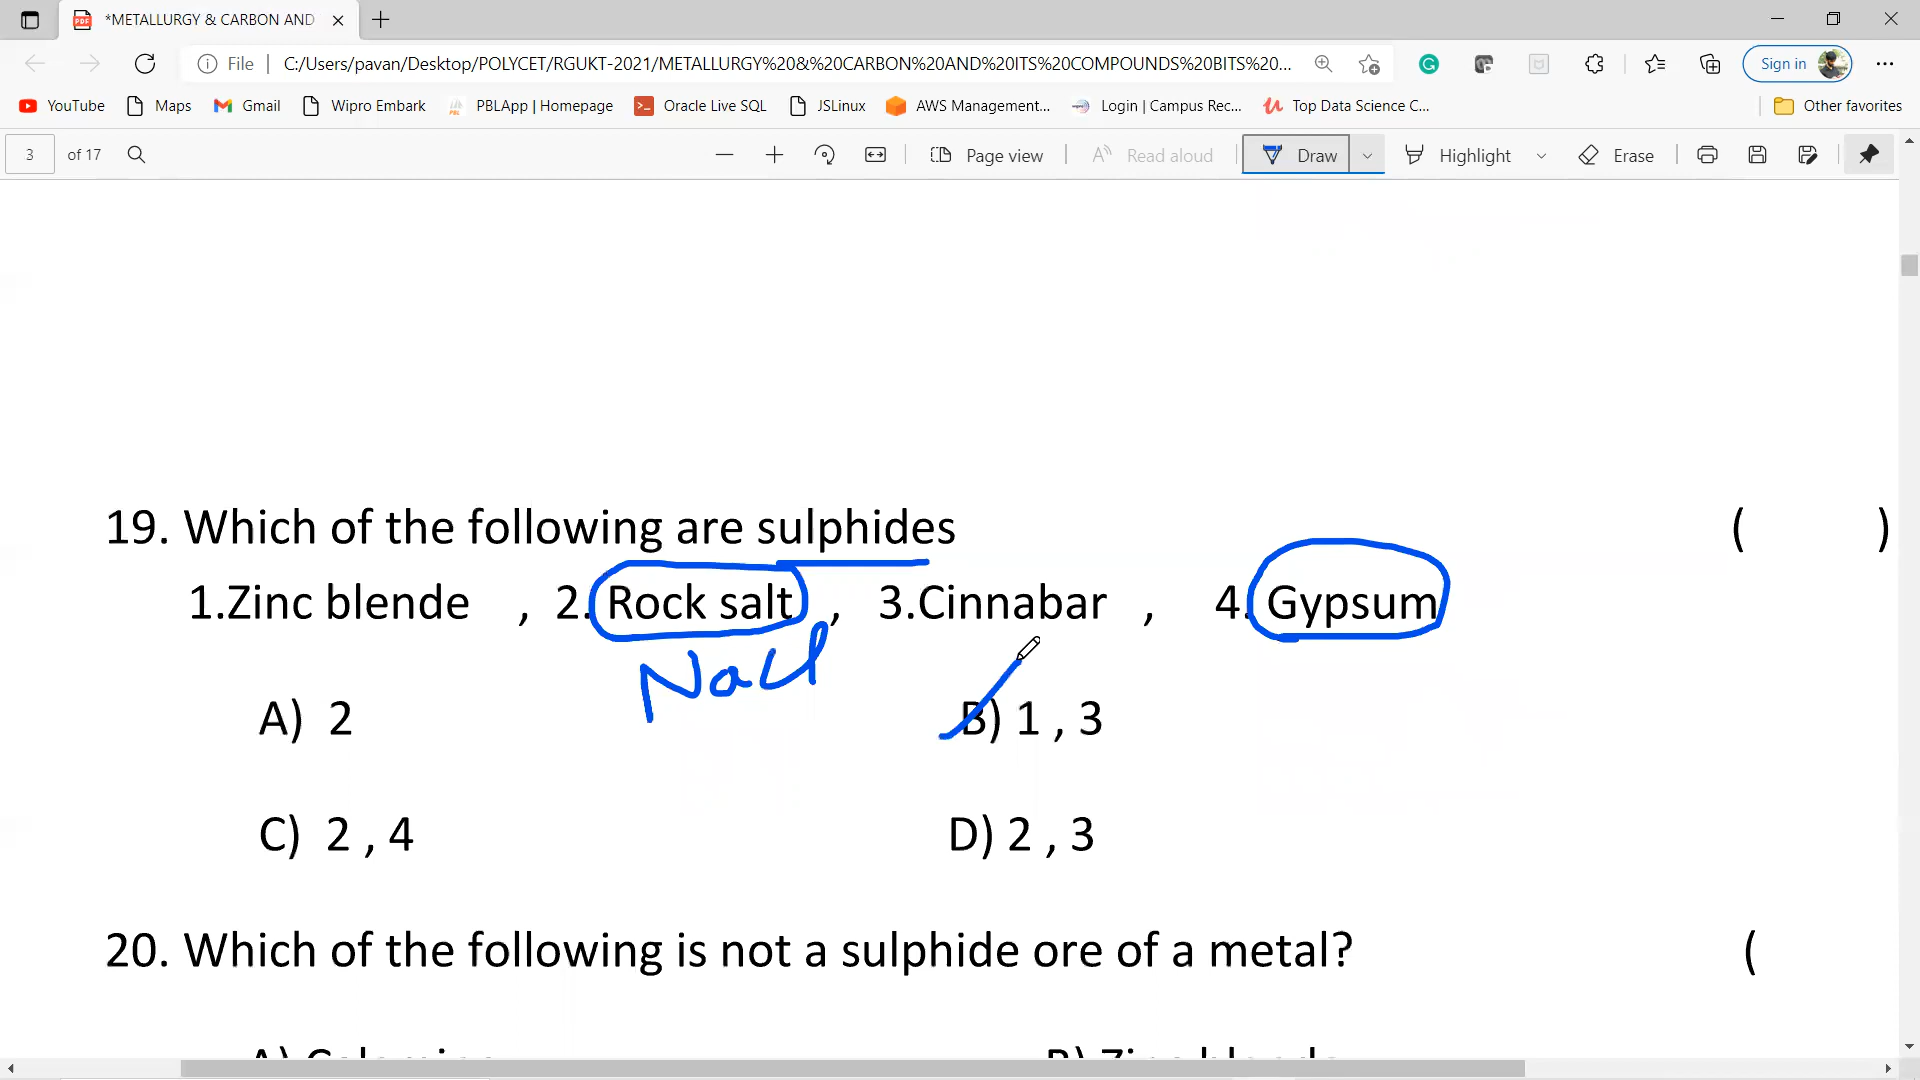 *METALLURGY & CARBON AND
File C:/Users/pavan/Desktop/POLYCET/RGUKT-2021/METALLURGY%20&%20CARBON%20AND%20ITS%20COMPOUNDS%20BITS%20... Sign in
YouTube Maps Gmail Wipro Embark PBLApp | Homepage Oracle Live SQL JSLinux AWS Management... Login | Campus Rec... Top Data Science C... Other favorites
3 of 17 Page view Read aloud Draw Highlight Erase
19. Which of the following are sulphides ( )
1.Zinc blende , 2. Rock salt , 3.Cinnabar , 4. Gypsum
NaCl
A) 2 B) 1 , 3
C) 2 , 4 D) 2 , 3
20. Which of the following is not a sulphide ore of a metal? (